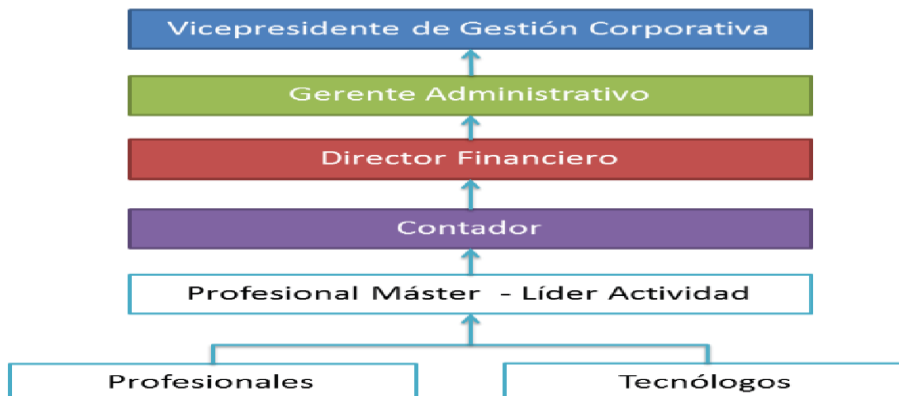 Vicepresidente de Gestión Corporativa
Gerente Administrativo
Director Financiero
Contador
Profesional Máster - Líder Actividad
Profesionales
Tecnólogos